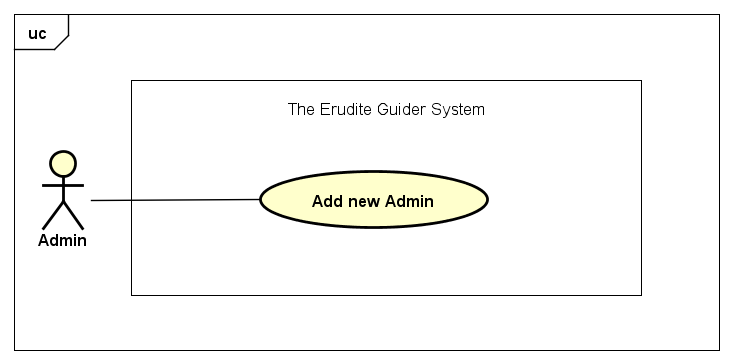 uc
The Erudite Guider System
Add new Admin
Admin